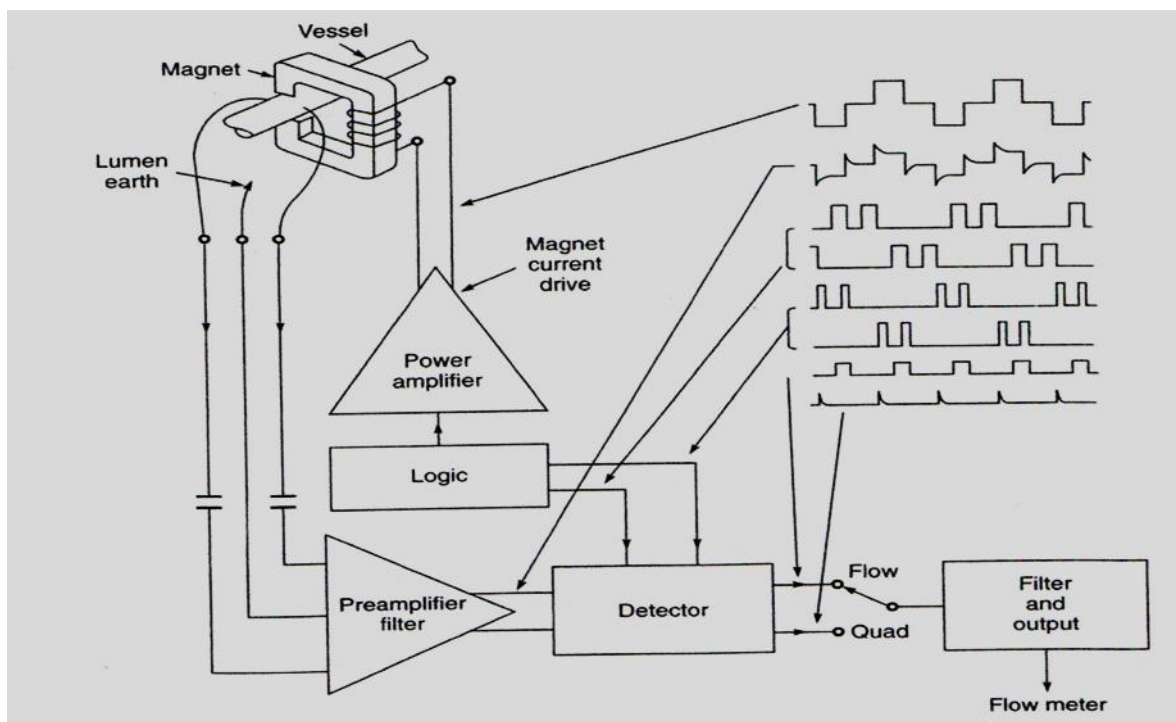 Vessel
Magnet
Lumen
earth
Magnet
current
drive
Power
amplifier
Logic
Preamplifier
filter
Detector
Flow
Quad
Filter
and
output
Flow meter